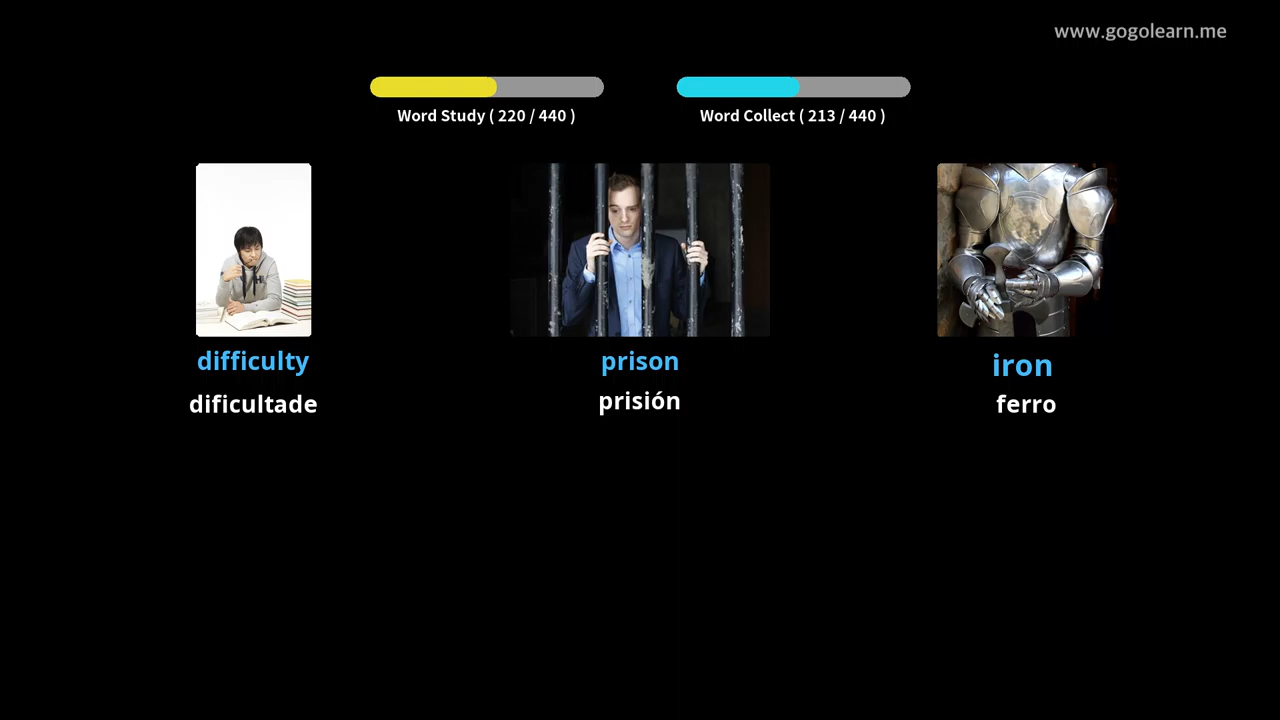 www.gogolearn.me
Word Study ( 220 / 440 )
Word Collect ( 213 / 440 )
difficulty
prison
iron
dificultade
prisión
ferro